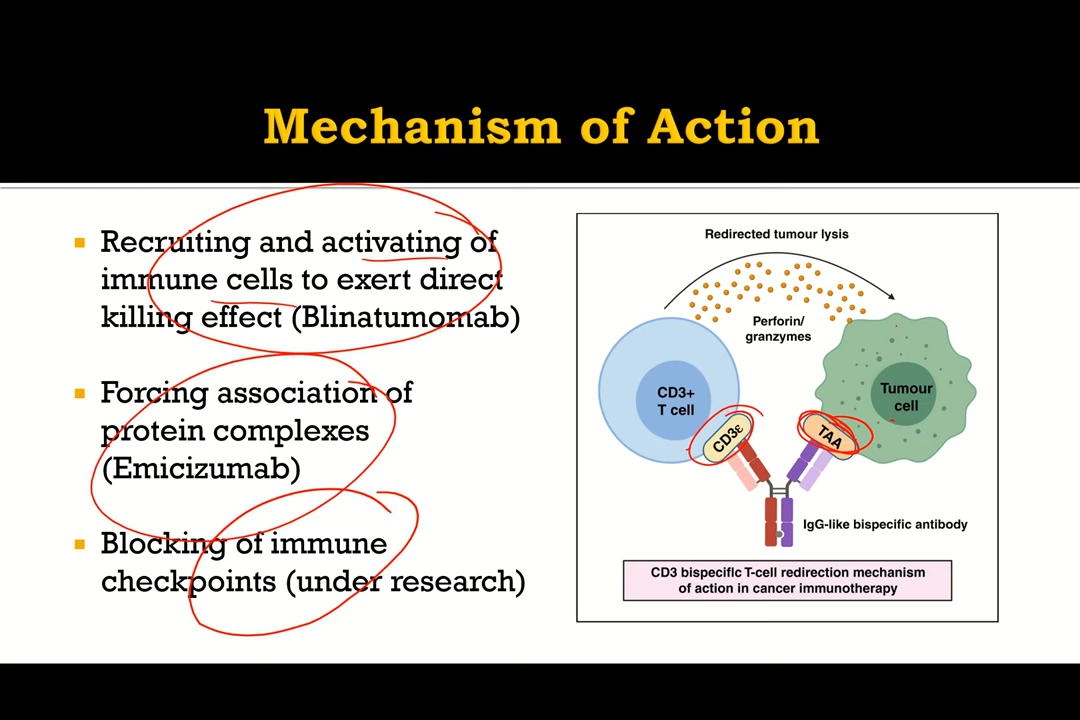 Mechanism of Action
Recruiting and activating of
immune cells to exert direct
killing effect (Blinatumomab)
Forcing association of
protein complexes
(Emicizumab)
Blocking of immune
checkpoints (under research)
Redirected tumour lysis
Perforin/
granzymes
CD3+
T cell
Tumour
cell
CD3ε
TAA
IgG-like bispecific antibody
CD3 bispecific T-cell redirection mechanism
of action in cancer immunotherapy